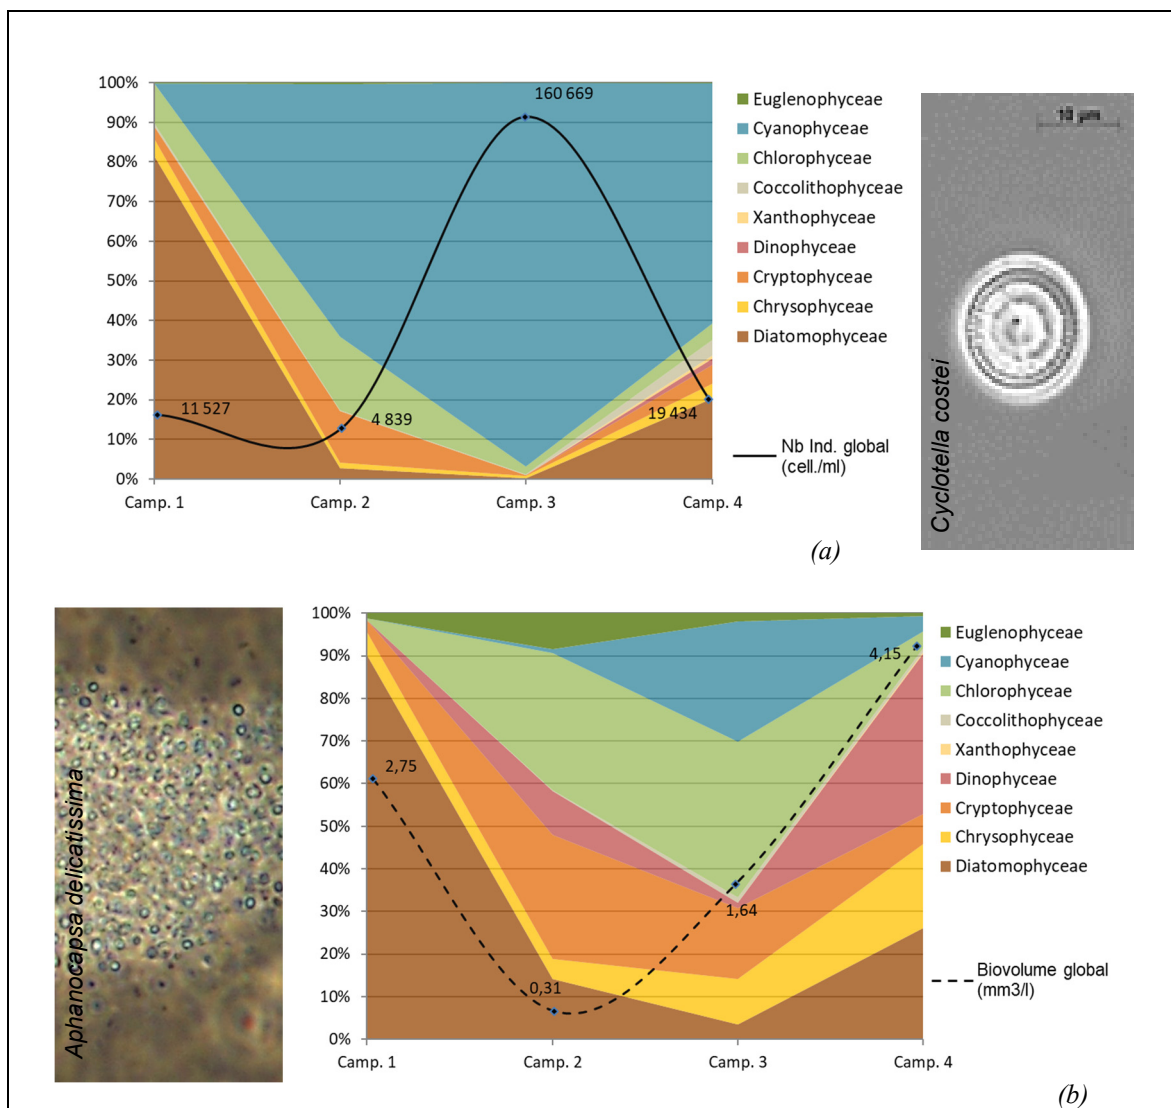 100%
90%
80%
70%
60%
50%
40%
30%
20%
10%
0%
160 669
11 527
4 839
19 434
Camp. 1
Camp. 2
Camp. 3
Camp. 4
Euglenophyceae
Cyanophyceae
Chlorophyceae
Coccolithophyceae
Xanthophyceae
Dinophyceae
Cryptophyceae
Chrysophyceae
Diatomophyceae
Nb Ind. global
(cell./ml)
10 µm
Cyclotella costei
(a)
Aphanocapsa delicatissima
100%
90%
80%
70%
60%
50%
40%
30%
20%
10%
0%
2,75
0,31
1,64
4,15
Camp. 1
Camp. 2
Camp. 3
Camp. 4
Euglenophyceae
Cyanophyceae
Chlorophyceae
Coccolithophyceae
Xanthophyceae
Dinophyceae
Cryptophyceae
Chrysophyceae
Diatomophyceae
Biovolume global
(mm3/l)
(b)